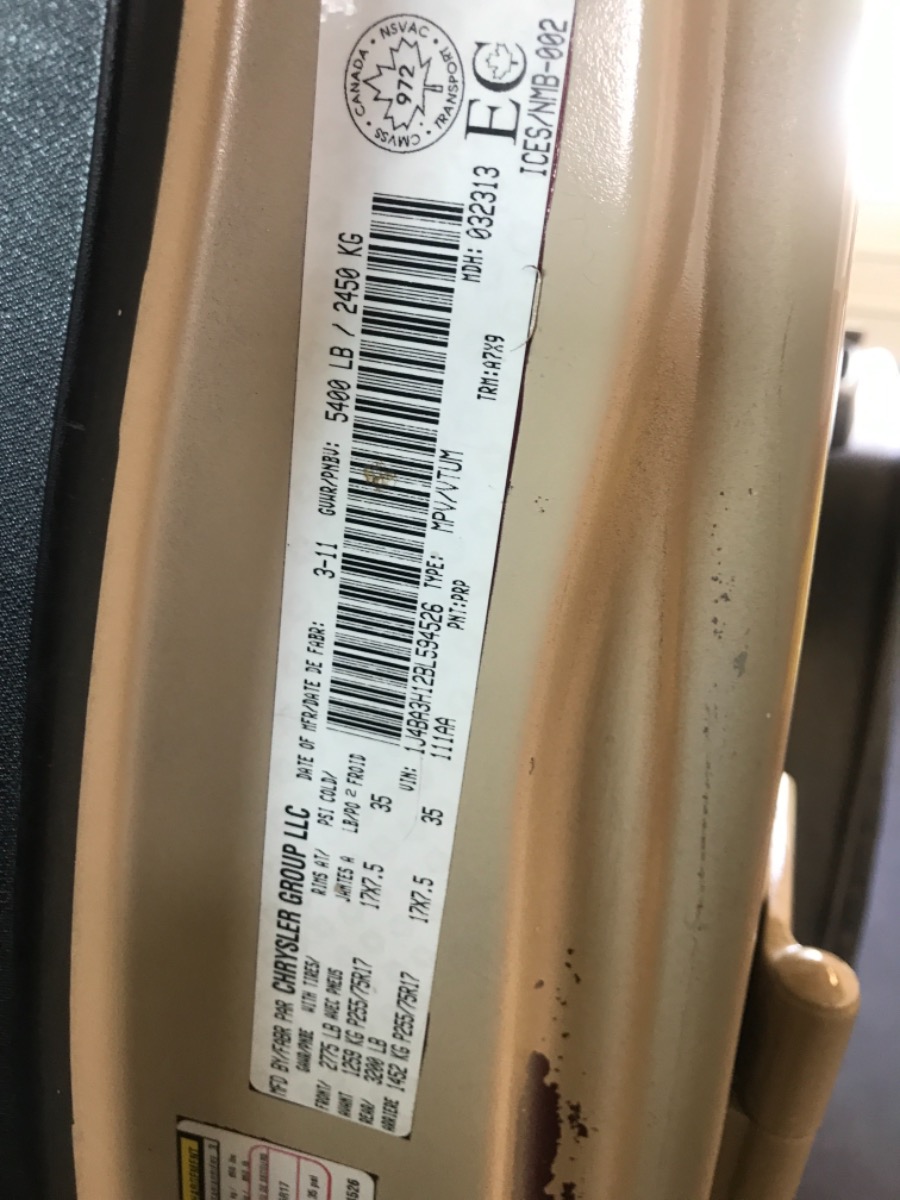 MFD BY/FABR PAR CHRYSLER GROUP LLC DATE OF MFR/DATE DE FABR: 3-11 GVWR/PNBV: 5400 LB / 2450 KG
GAWR/PNBE WITH TIRES/ RIMS AT/ PSI COLD/
FRONT/ 2775 LB AVEC PNEUS JANTES A LB/PO 2 FROID
AVANT 1259 KG P255/75R17 17X7.5 35
REAR/ 3200 LB
ARRIERE 1452 KG P255/75R17 17X7.5 35
VIN: 1J4BA3H12BL594526 TYPE: MPV/VTUM MDH: 032313
111AA PNT:PRP TRM:A7X9
CANADA · NSVAC · TRANSPORT · CMVSS ·
972
EC
ICES/NMB-002
35 psi
4526